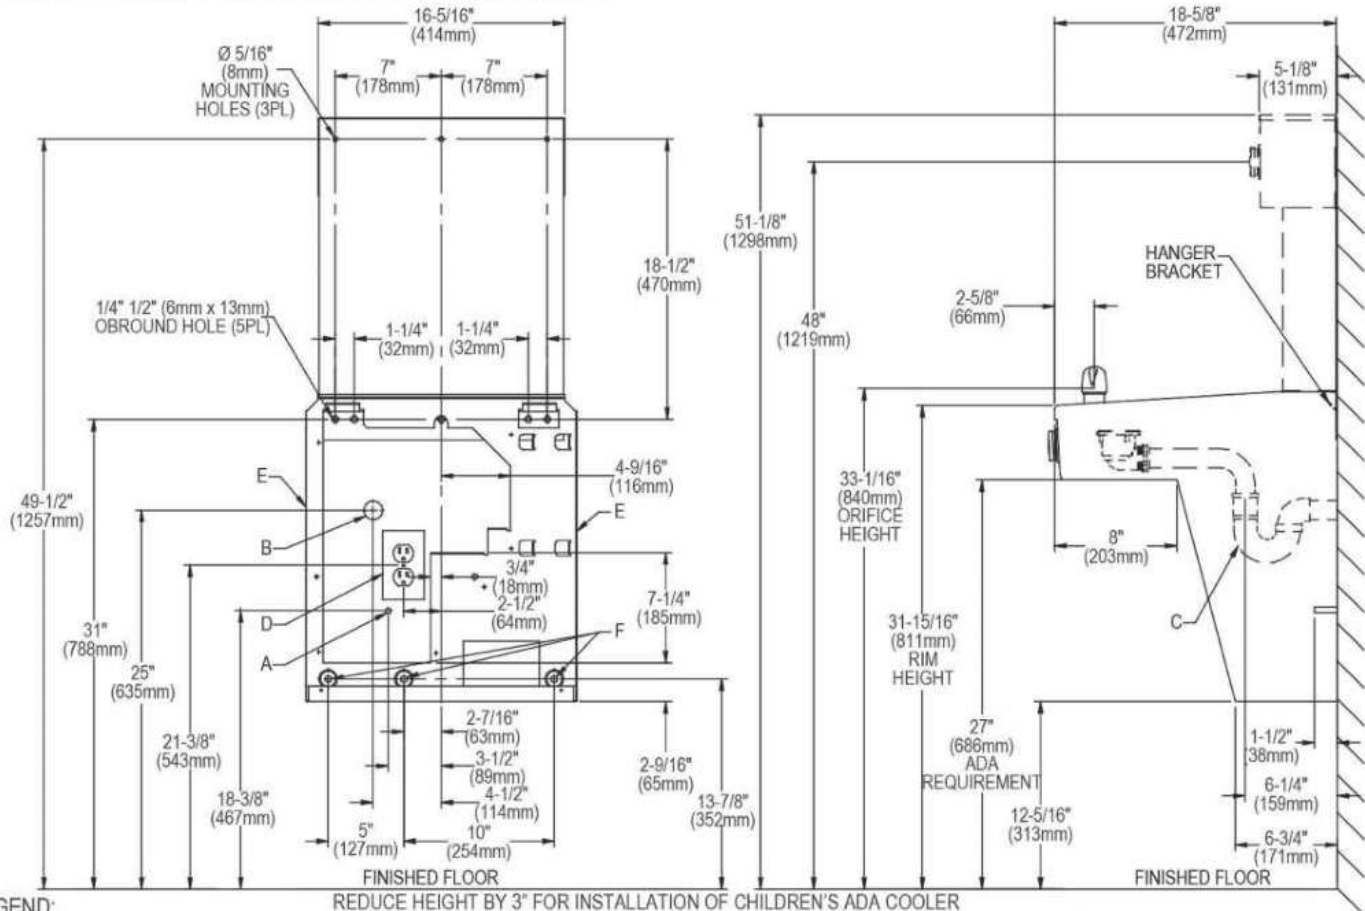 16-5/16"
(414mm)
Ø 5/16"
(8mm)
MOUNTING
HOLES (3PL)
7"
(178mm)
7"
(178mm)
18-1/2"
(470mm)
1/4" 1/2" (6mm x 13mm)
OBROUND HOLE (5PL)
1-1/4"
(32mm)
1-1/4"
(32mm)
4-9/16"
(116mm)
E
E
49-1/2"
(1257mm)
B
3/4"
(18mm)
2-1/2"
(64mm)
7-1/4"
(185mm)
D
A
F
31"
(788mm)
25"
(635mm)
21-3/8"
(543mm)
18-3/8"
(467mm)
2-7/16"
(63mm)
3-1/2"
(89mm)
4-1/2"
(114mm)
5"
(127mm)
10"
(254mm)
2-9/16"
(65mm)
13-7/8"
(352mm)
FINISHED FLOOR
18-5/8"
(472mm)
5-1/8"
(131mm)
51-1/8"
(1298mm)
48"
(1219mm)
HANGER
BRACKET
2-5/8"
(66mm)
33-1/16"
(840mm)
ORIFICE
HEIGHT
8"
(203mm)
31-15/16"
(811mm)
RIM
HEIGHT
C
27"
(686mm)
ADA
REQUIREMENT
12-5/16"
(313mm)
1-1/2"
(38mm)
6-1/4"
(159mm)
6-3/4"
(171mm)
FINISHED FLOOR
GEND:
REDUCE HEIGHT BY 3" FOR INSTALLATION OF CHILDREN'S ADA COOLER